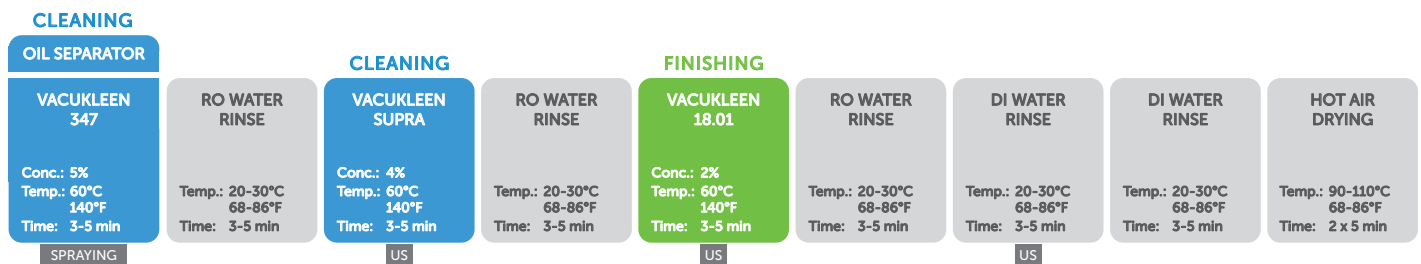 CLEANING
OIL SEPARATOR
VACUKLEEN
347
Conc.: 5%
Temp.: 60°C
140°F
Time: 3-5 min
SPRAYING
RO WATER
RINSE
Temp.: 20-30°C
68-86°F
Time: 3-5 min
CLEANING
VACUKLEEN
SUPRA
Conc.: 4%
Temp.: 60°C
140°F
Time: 3-5 min
US
RO WATER
RINSE
Temp.: 20-30°C
68-86°F
Time: 3-5 min
FINISHING
VACUKLEEN
18.01
Conc.: 2%
Temp.: 60°C
140°F
Time: 3-5 min
US
RO WATER
RINSE
Temp.: 20-30°C
68-86°F
Time: 3-5 min
DI WATER
RINSE
Temp.: 20-30°C
68-86°F
Time: 3-5 min
US
DI WATER
RINSE
Temp.: 20-30°C
68-86°F
Time: 3-5 min
HOT AIR
DRYING
Temp.: 90-110°C
68-86°F
Time: 2 x 5 min